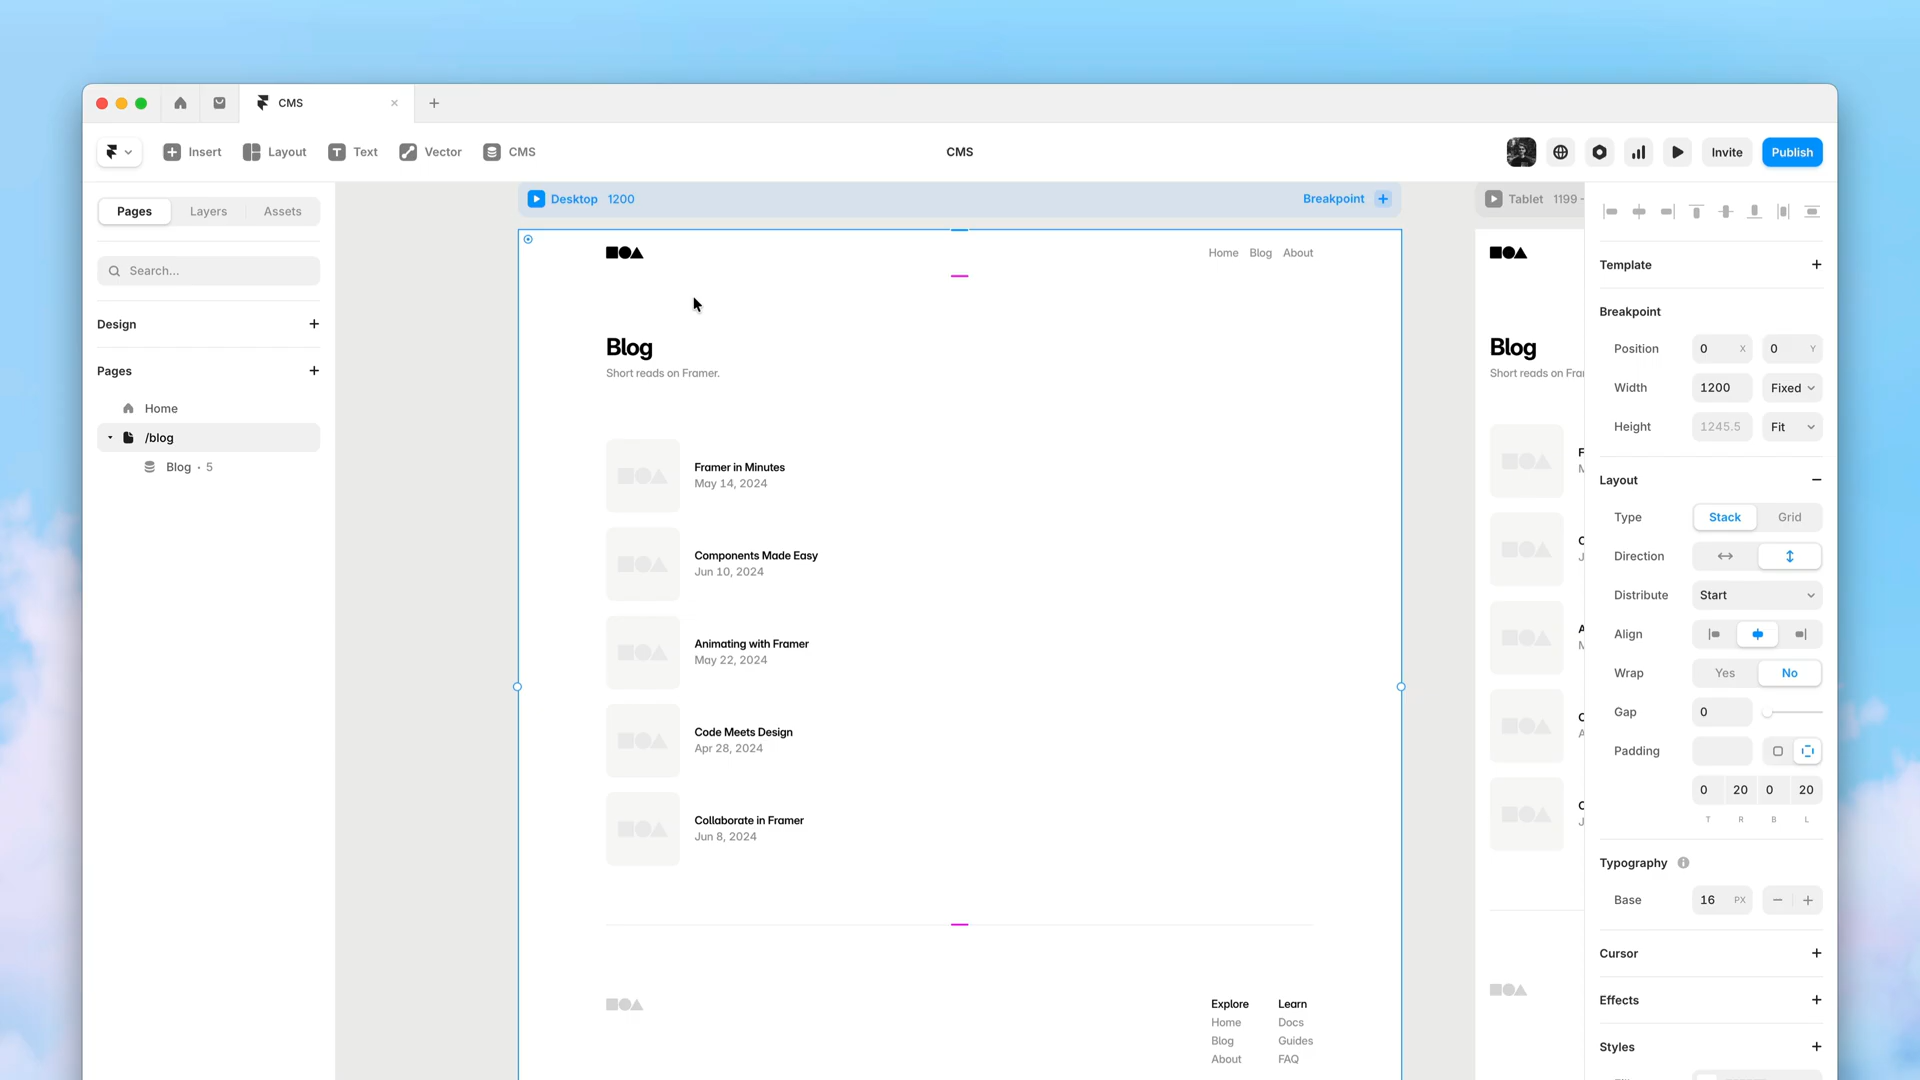 CMS
Insert
Layout
Text
Vector
CMS
CMS
Invite
Publish
Pages
Layers
Assets
Search...
Design
Pages
Home
/blog
Blog · 5
Desktop 1200
Breakpoint
Home Blog About
Blog
Short reads on Framer.
Framer in Minutes
May 14, 2024
Components Made Easy
Jun 10, 2024
Animating with Framer
May 22, 2024
Code Meets Design
Apr 28, 2024
Collaborate in Framer
Jun 8, 2024
Explore
Home
Blog
About
Learn
Docs
Guides
FAQ
Tablet 1199 -
Blog
Short reads on Fra
F
M
C
J
A
M
C
A
C
J
Template
Breakpoint
Position 0 X 0 Y
Width 1200 Fixed
Height 1245.5 Fit
Layout
Type Stack Grid
Direction
Distribute Start
Align
Wrap Yes No
Gap 0
Padding
0 20 0 20
T R B L
Typography
Base 16 PX
Cursor
Effects
Styles